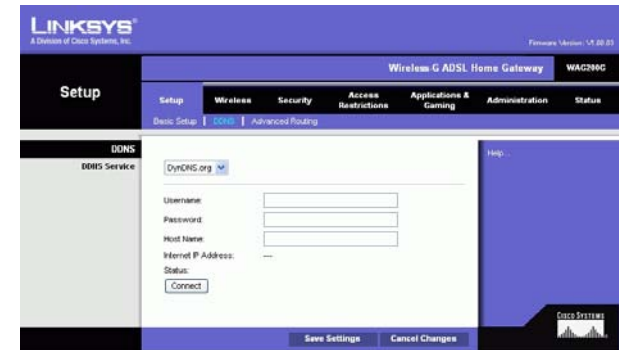 LINKSYS®
A Division of Cisco Systems, Inc.
Firmware Version: V1.00.03
Wireless-G ADSL Home Gateway WAG200G
Setup
Setup Wireless Security Access Restrictions Applications & Gaming Administration Status
Basic Setup | DDNS | Advanced Routing
DDNS
DDNS Service
DynDNS.org
Help...
Username:
Password:
Host Name:
Internet IP Address: ---
Status:
Connect
Save Settings Cancel Changes
CISCO SYSTEMS